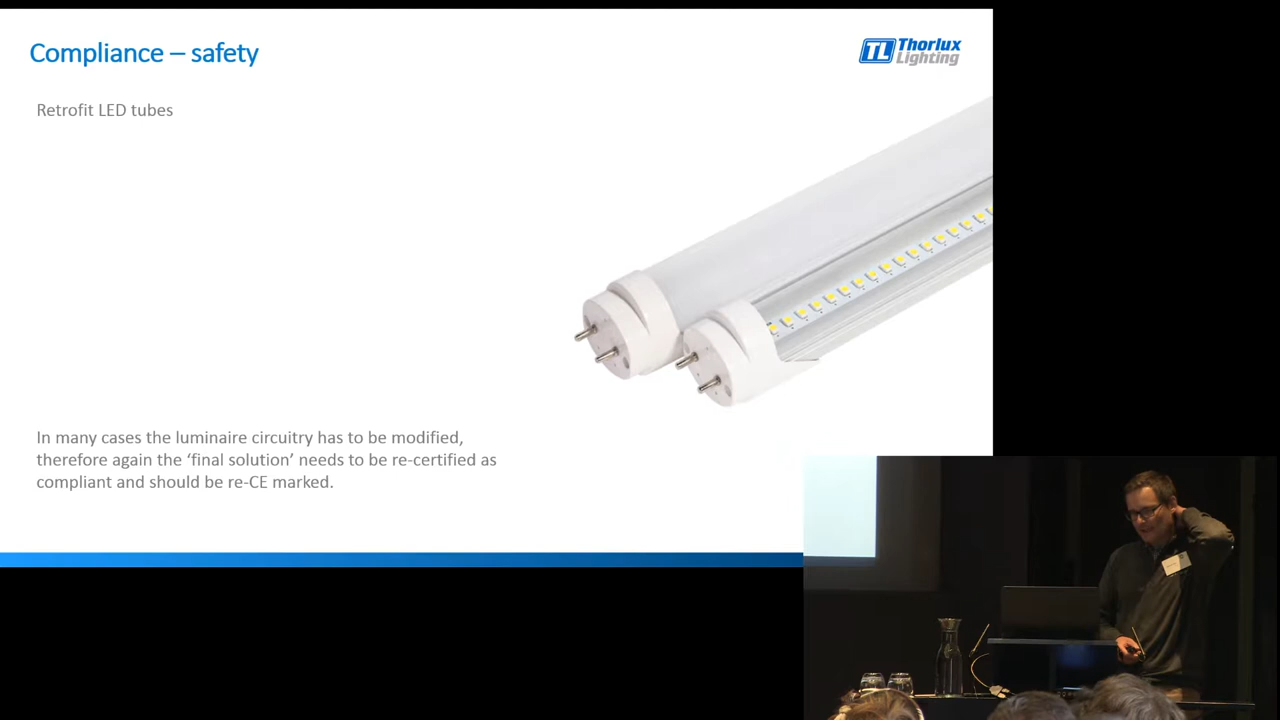 Compliance – safety
TL Thorlux
Lighting
Retrofit LED tubes
In many cases the luminaire circuitry has to be modified,
therefore again the ‘final solution’ needs to be re-certified as
compliant and should be re-CE marked.